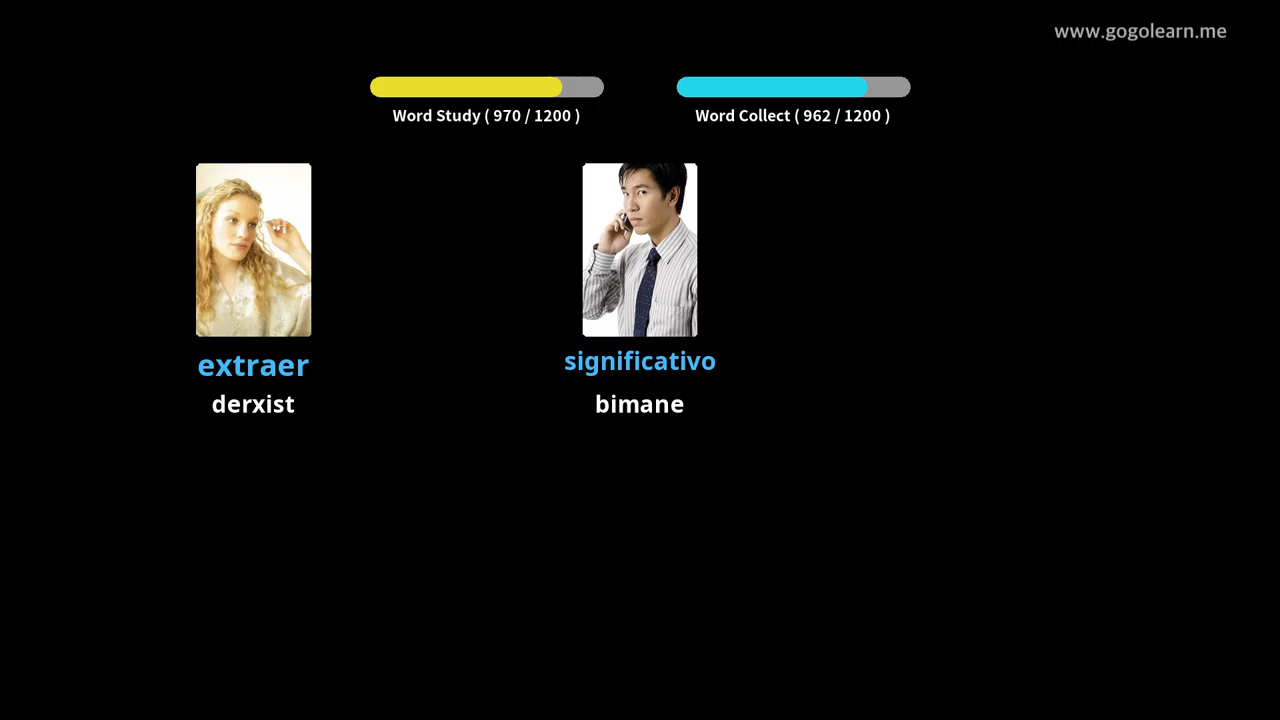 www.gogolearn.me
Word Study ( 970 / 1200 )
Word Collect ( 962 / 1200 )
extraer
significativo
derxist
bimane